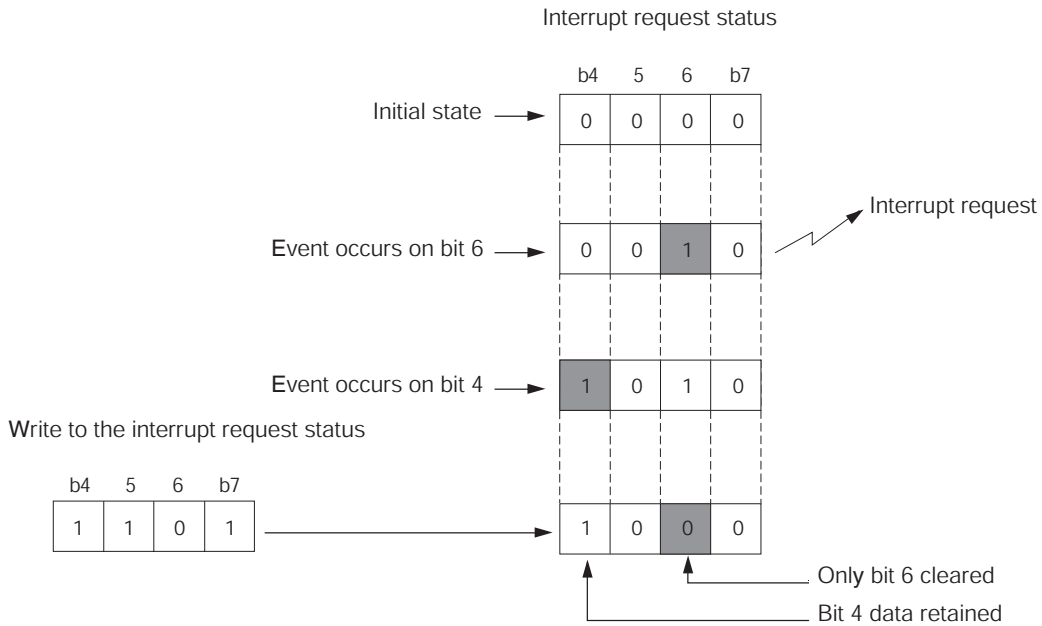 Interrupt request status
b4 5 6 b7
Initial state 0 0 0 0
Interrupt request
Event occurs on bit 6 0 0 1 0
Event occurs on bit 4 1 0 1 0
Write to the interrupt request status
b4 5 6 b7
1 1 0 1 1 0 0 0
Only bit 6 cleared
Bit 4 data retained